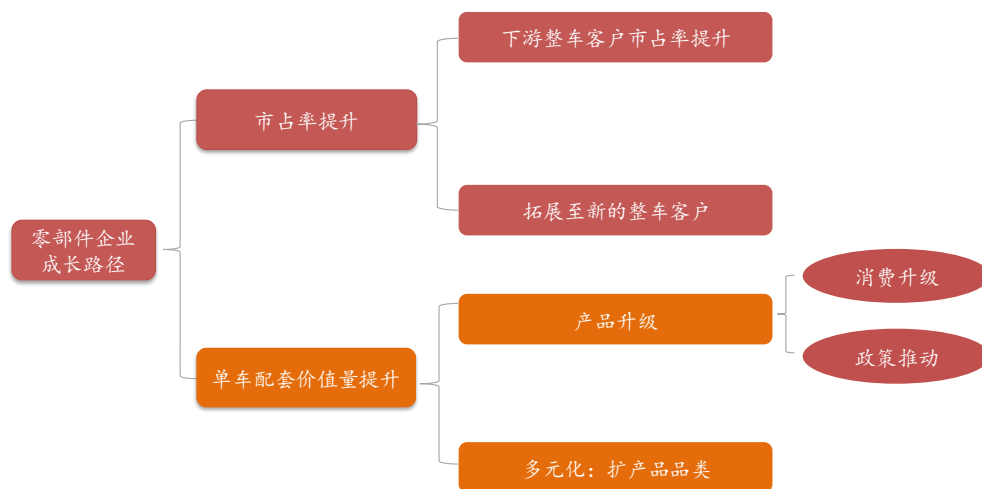 下游整车客户市占率提升
市占率提升
拓展至新的整车客户
零部件企业
成长路径
消费升级
产品升级
政策推动
单车配套价值量提升
多元化：扩产品品类